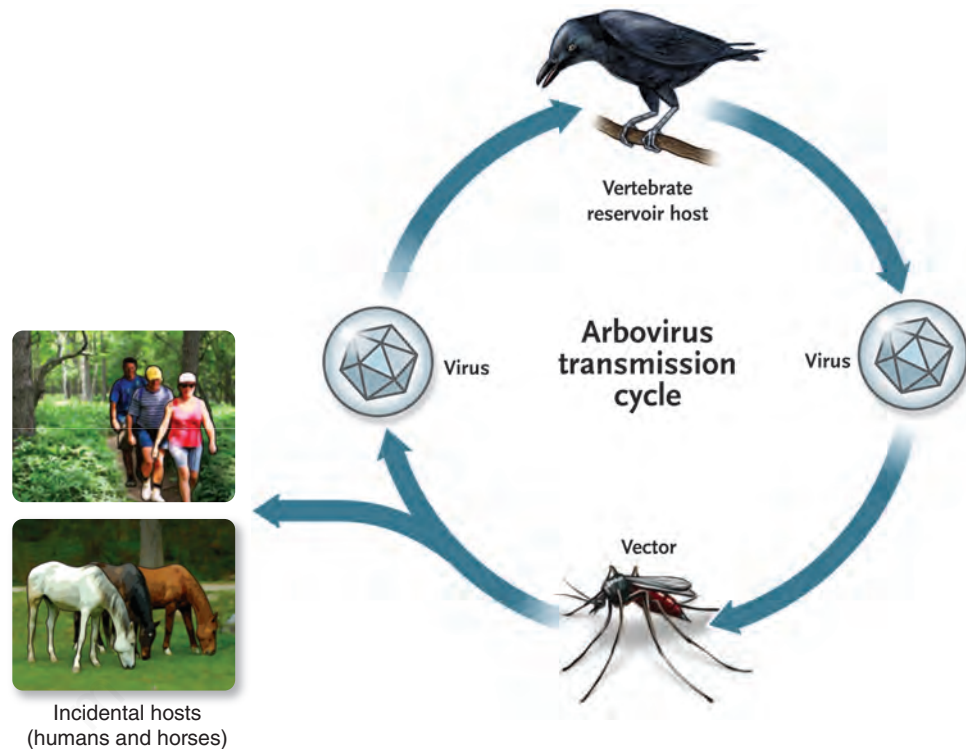 Vertebrate
reservoir host
Arbovirus
transmission
cycle
Virus
Virus
Vector
Incidental hosts
(humans and horses)